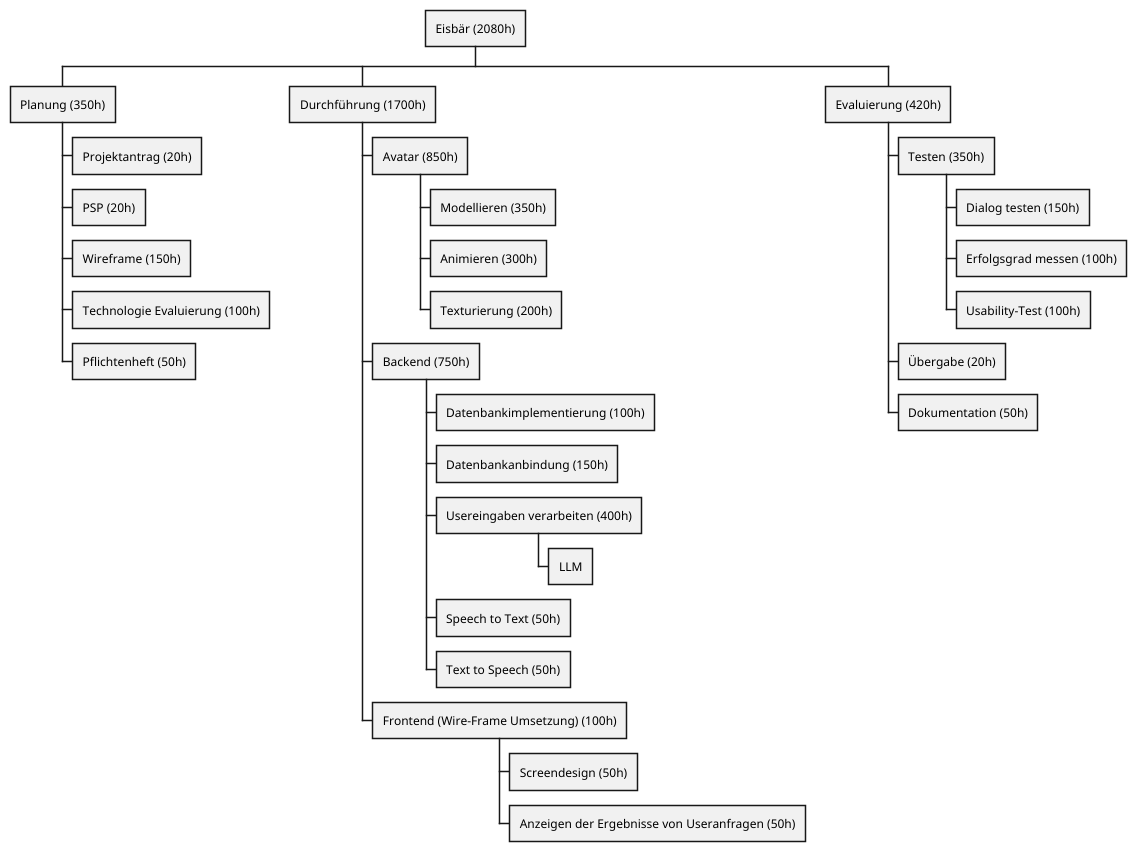 Eisbär (2080h)
Planung (350h)
Projektantrag (20h)
PSP (20h)
Wireframe (150h)
Technologie Evaluierung (100h)
Pflichtenheft (50h)
Durchführung (1700h)
Avatar (850h)
Modellieren (350h)
Animieren (300h)
Texturierung (200h)
Backend (750h)
Datenbankimplementierung (100h)
Datenbankanbindung (150h)
Usereingaben verarbeiten (400h)
LLM
Speech to Text (50h)
Text to Speech (50h)
Frontend (Wire-Frame Umsetzung) (100h)
Screendesign (50h)
Anzeigen der Ergebnisse von Useranfragen (50h)
Evaluierung (420h)
Testen (350h)
Dialog testen (150h)
Erfolgsgrad messen (100h)
Usability-Test (100h)
Übergabe (20h)
Dokumentation (50h)